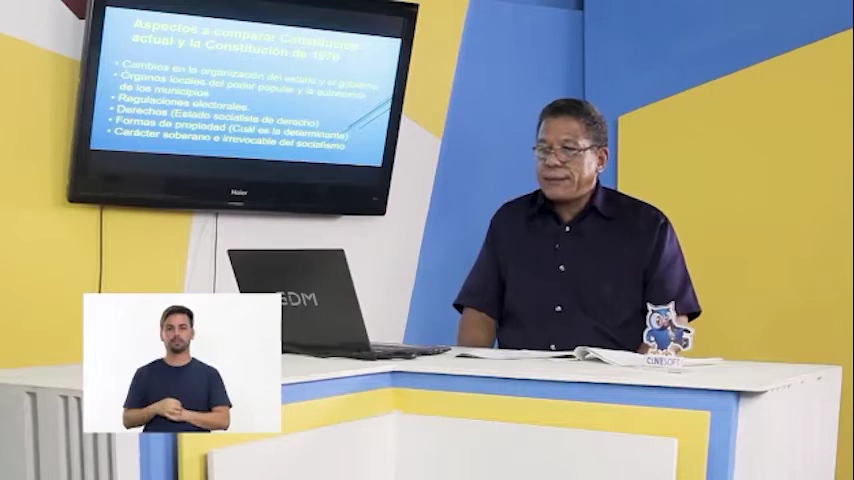 Aspectos a comparar Constitución
actual y la Constitución de 1976
• Cambios en la organización del estado y el gobierno
• Órganos locales del poder popular y la autonomía
de los municipios
• Regulaciones electorales.
• Derechos (Estado socialista de derecho)
• Formas de propiedad (Cuál es la determinante)
• Carácter soberano e irrevocable del socialismo
Haier
GDM
CINESOFT